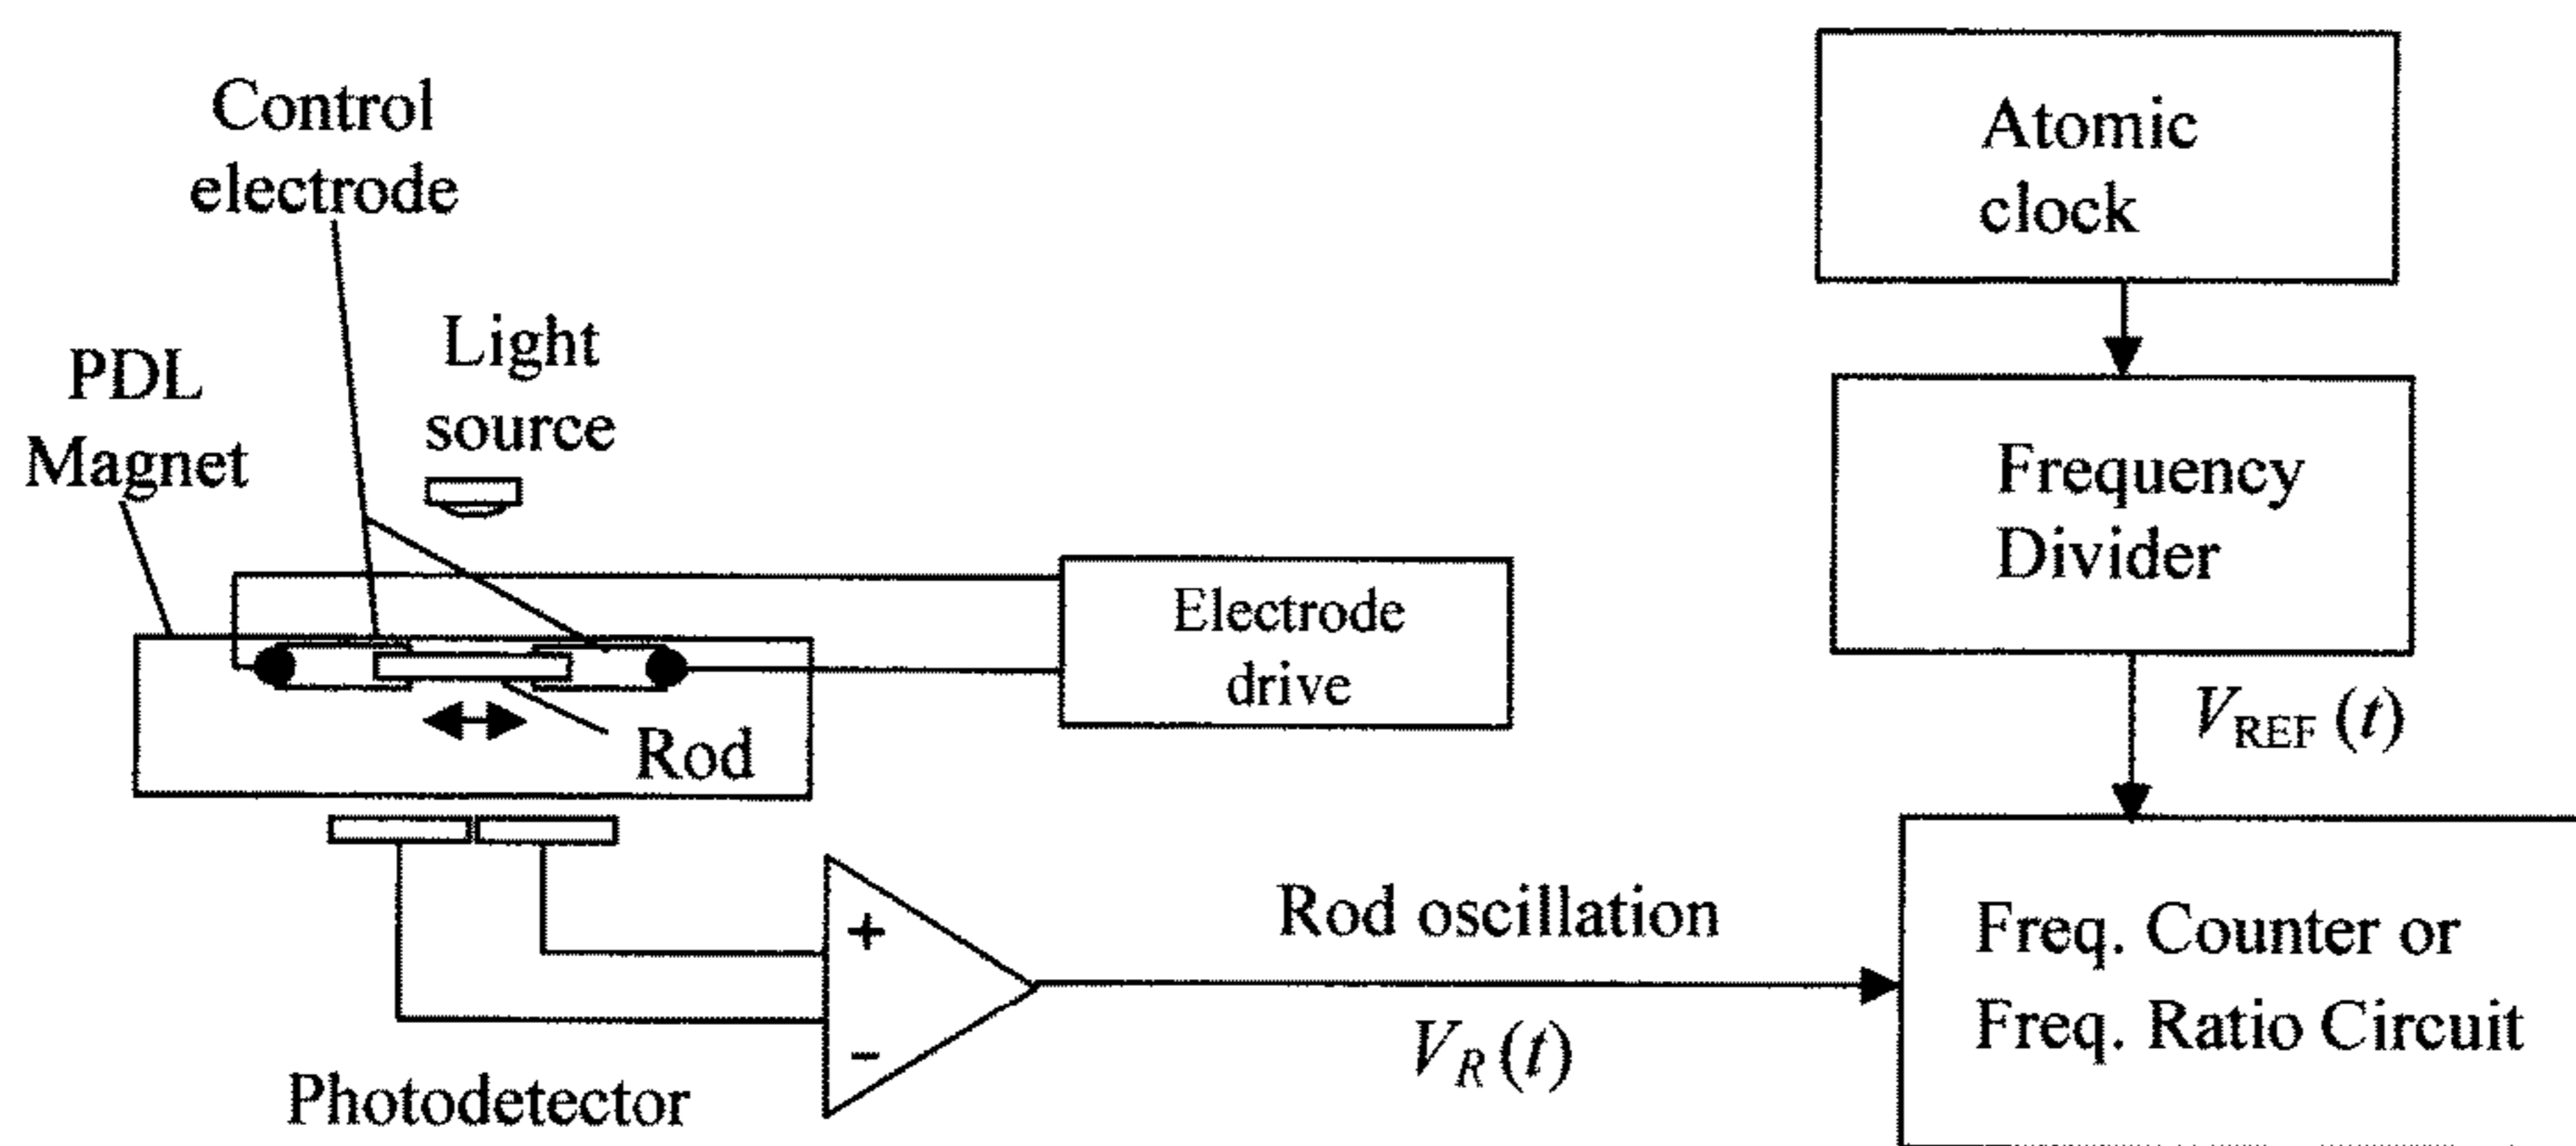 Control
electrode
Light
source
PDL
Magnet
Rod
Electrode
drive
Atomic
clock
Frequency
Divider
V_REF (t)
+
−
Photodetector
Rod oscillation
V_R (t)
Freq. Counter or
Freq. Ratio Circuit